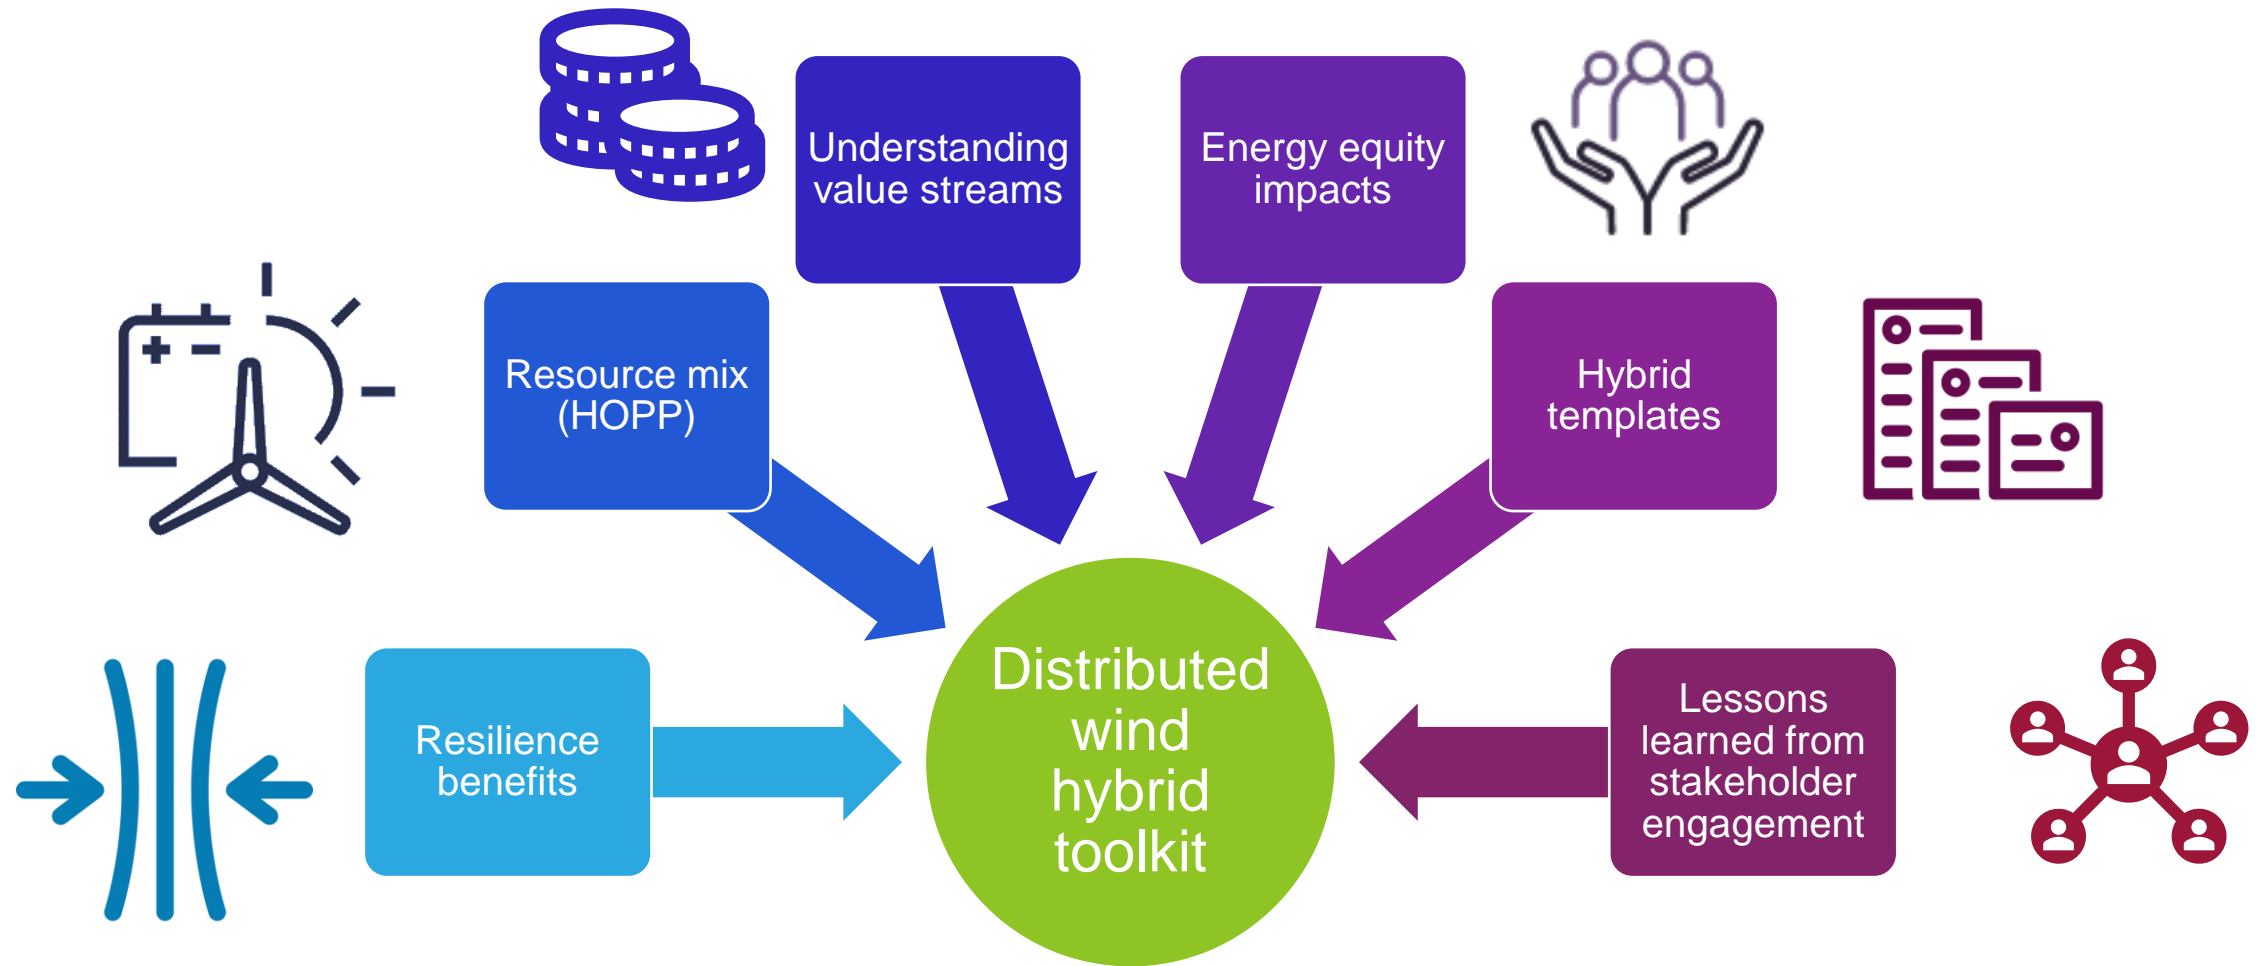 Understanding
value streams
Energy equity
impacts
Resource mix
(HOPP)
Hybrid
templates
Resilience
benefits
Distributed
wind
hybrid
toolkit
Lessons
learned from
stakeholder
engagement